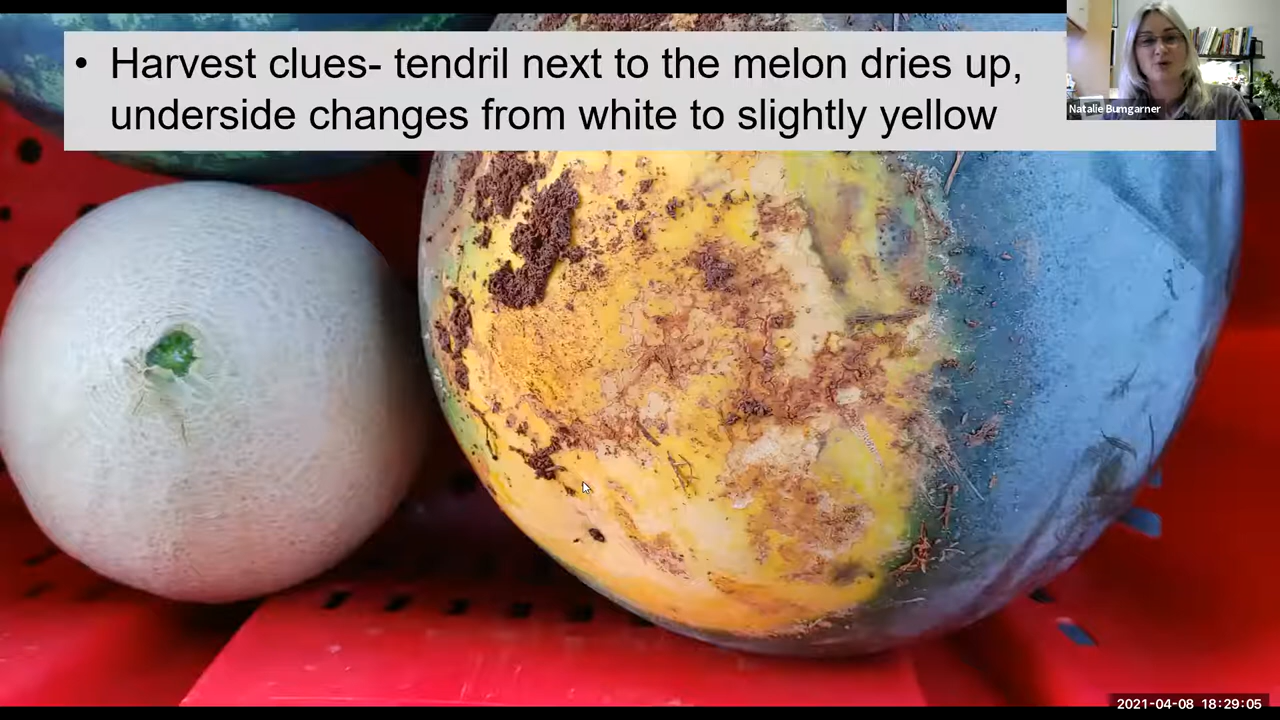 • Harvest clues- tendril next to the melon dries up,
underside changes from white to slightly yellow
Natalie Bumgarner
2021-04-08 18:29:05